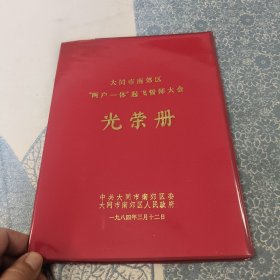 大同市南郊区
“两户一体”起飞誓师大会
光荣册
中共大同市南郊区委
大同市南郊区人民政府
一九八四年三月十二日